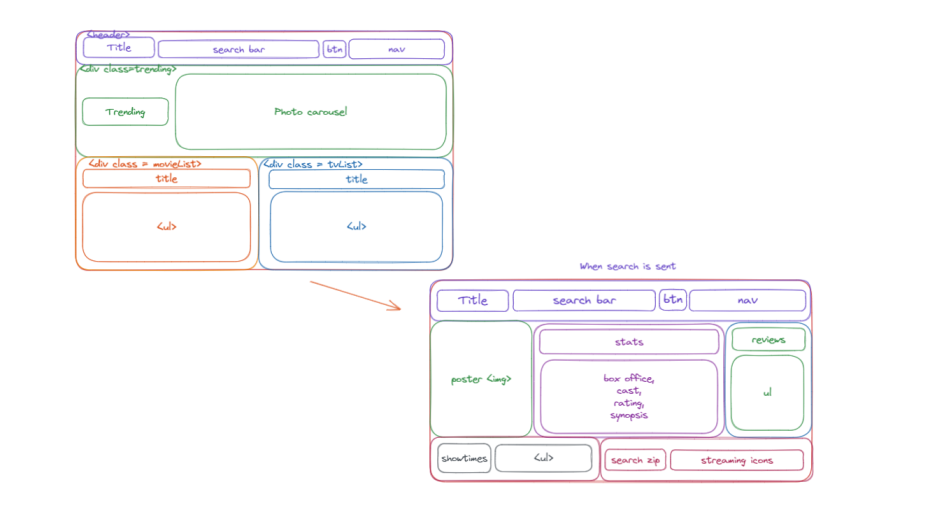 <header>
Title
search bar
btn
nav
<div class=trending>
Trending
Photo carousel
<div class = movieList>
title
<ul>
<div class = tvList>
title
<ul>
When search is sent
Title
search bar
btn
nav
poster <img>
stats
box office,
cast,
rating,
synopsis
reviews
ul
showtimes
<ul>
search zip
streaming icons